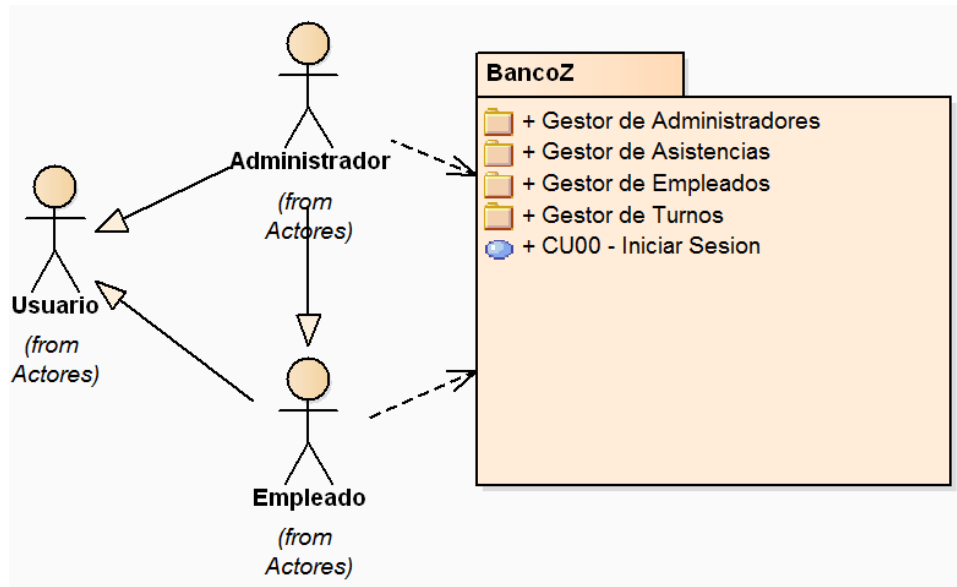 Administrador
(from
Actores)
Usuario
(from
Actores)
Empleado
(from
Actores)
BancoZ
+ Gestor de Administradores
+ Gestor de Asistencias
+ Gestor de Empleados
+ Gestor de Turnos
+ CU00 - Iniciar Sesion